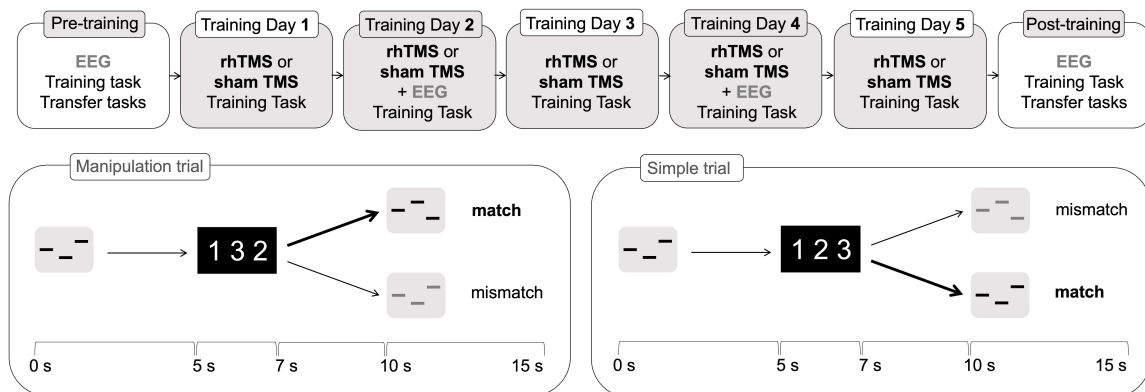 Pre-training
EEG
Training task
Transfer tasks
Training Day 1
rhTMS or
sham TMS
Training Task
Training Day 2
rhTMS or
sham TMS
+ EEG
Training Task
Training Day 3
rhTMS or
sham TMS
Training Task
Training Day 4
rhTMS or
sham TMS
+ EEG
Training Task
Training Day 5
rhTMS or
sham TMS
Training Task
Post-training
EEG
Training Task
Transfer tasks
Manipulation trial
1 3 2
match
mismatch
0 s 5 s 7 s 10 s 15 s
Simple trial
1 2 3
mismatch
match
0 s 5 s 7 s 10 s 15 s